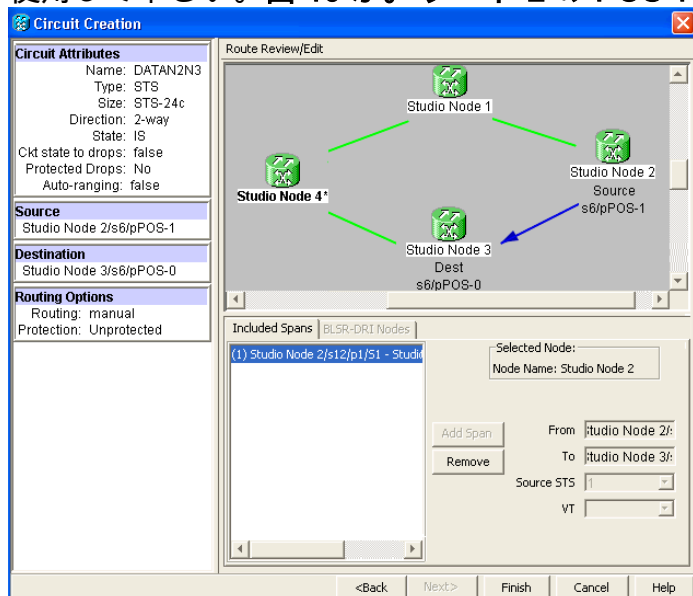 Circuit Creation
Circuit Attributes
Name: DATAN2N3
Type: STS
Size: STS-24c
Direction: 2-way
State: IS
Ckt state to drops: false
Protected Drops: No
Auto-ranging: false
Source
Studio Node 2/s6/pPOS-1
Destination
Studio Node 3/s6/pPOS-0
Routing Options
Routing: manual
Protection: Unprotected
Route Review/Edit
Studio Node 1
Studio Node 2
Source
s6/pPOS-1
Studio Node 4*
Studio Node 3
Dest
s6/pPOS-0
Included Spans
BLSR-DRI Nodes
(1) Studio Node 2/s12/p1/S1 - Studi
Selected Node:
Node Name: Studio Node 2
Add Span
Remove
From
tudio Node 2/
To
tudio Node 3/
Source STS
1
VT
<Back
Next>
Finish
Cancel
Help